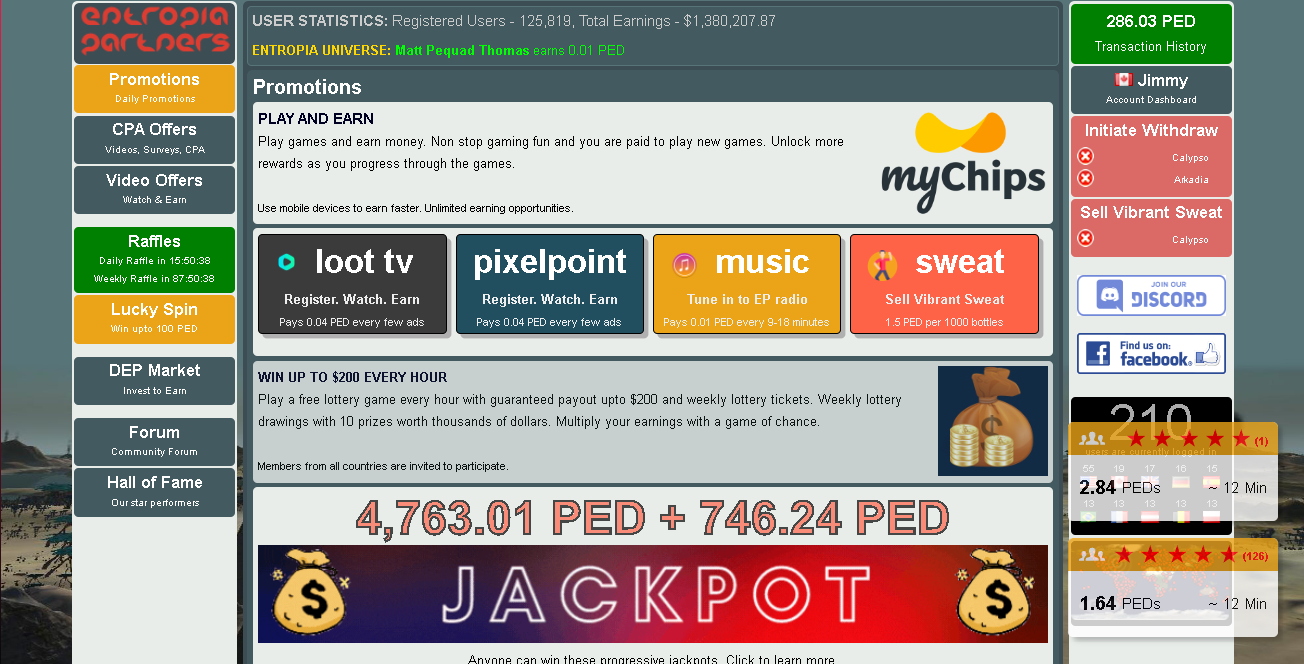 entropia
partners
Promotions
Daily Promotions
CPA Offers
Videos, Surveys, CPA
Video Offers
Watch & Earn
Raffles
Daily Raffle in 15:50:38
Weekly Raffle in 87:50:38
Lucky Spin
Win upto 100 PED
DEP Market
Invest to Earn
Forum
Community Forum
Hall of Fame
Our star performers
USER STATISTICS: Registered Users - 125,819, Total Earnings - $1,380,207.87
ENTROPIA UNIVERSE: Matt Pequad Thomas earns 0.01 PED
Promotions
PLAY AND EARN
Play games and earn money. Non stop gaming fun and you are paid to play new games. Unlock more
rewards as you progress through the games.
Use mobile devices to earn faster. Unlimited earning opportunities.
myChips
loot tv
Register. Watch. Earn
Pays 0.04 PED every few ads
pixelpoint
Register. Watch. Earn
Pays 0.04 PED every few ads
music
Tune in to EP radio
Pays 0.01 PED every 9-18 minutes
sweat
Sell Vibrant Sweat
1.5 PED per 1000 bottles
WIN UP TO $200 EVERY HOUR
Play a free lottery game every hour with guaranteed payout upto $200 and weekly lottery tickets. Weekly lottery
drawings with 10 prizes worth thousands of dollars. Multiply your earnings with a game of chance.
Members from all countries are invited to participate.
4,763.01 PED + 746.24 PED
$ JACKPOT $
Anyone can win these progressive jackpots. Click to learn more
286.03 PED
Transaction History
Jimmy
Account Dashboard
Initiate Withdraw
Calypso
Arkadia
Sell Vibrant Sweat
Calypso
JOIN OUR
DISCORD
Find us on:
facebook.
210
(1)
users are currently logged in
55 19 17 16 15
2.84 PEDs ~ 12 Min
13 13 13 13 13
(126)
1.64 PEDs ~ 12 Min